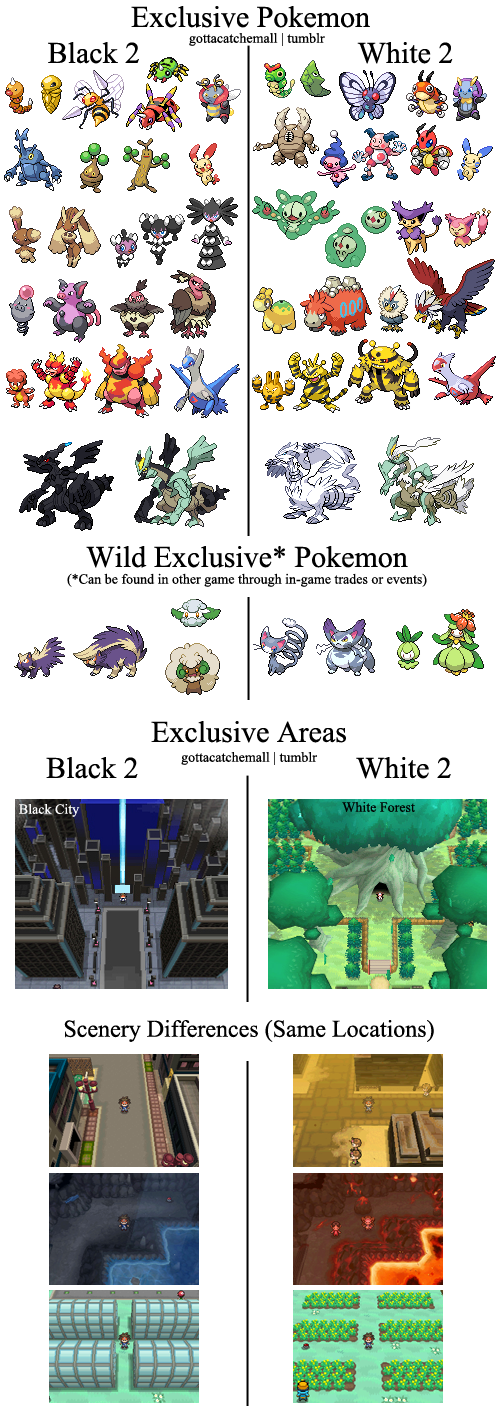 Exclusive Pokemon
gottacatchemall | tumblr
Black 2
White 2
000
Wild Exclusive* Pokemon
(*Can be found in other game through in-game trades or events)
Exclusive Areas
gottacatchemall | tumblr
Black 2
White 2
Black City
White Forest
Scenery Differences (Same Locations)